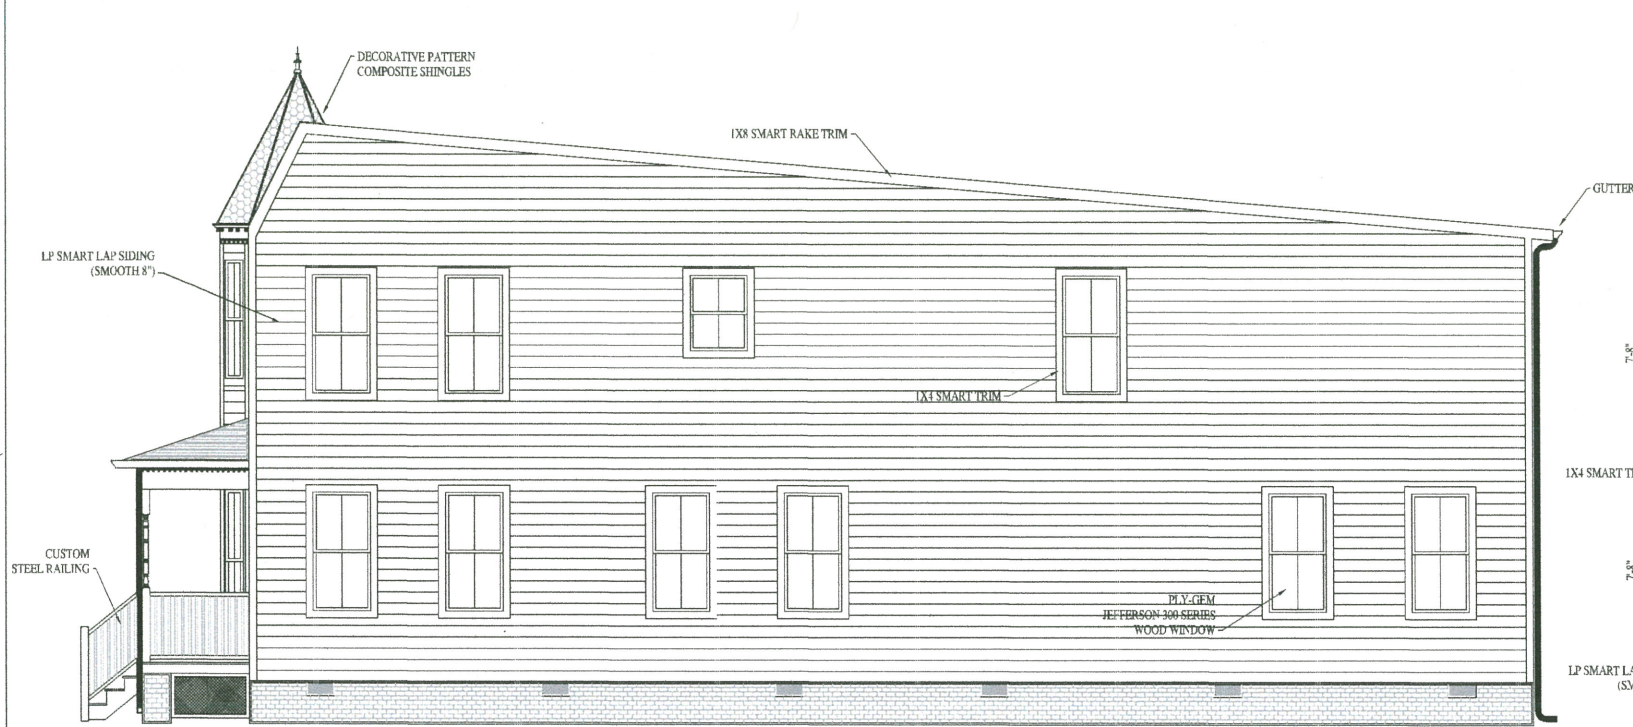 DECORATIVE PATTERN
COMPOSITE SHINGLES
1X8 SMART RAKE TRIM
GUTTER
LP SMART LAP SIDING
(SMOOTH 8")
7'-8"
1X4 SMART TRIM
1X4 SMART T
CUSTOM
STEEL RAILING
7'-8"
PLY-GEM
JEFFERSON 300 SERIES
WOOD WINDOW
LP SMART LA
(SM